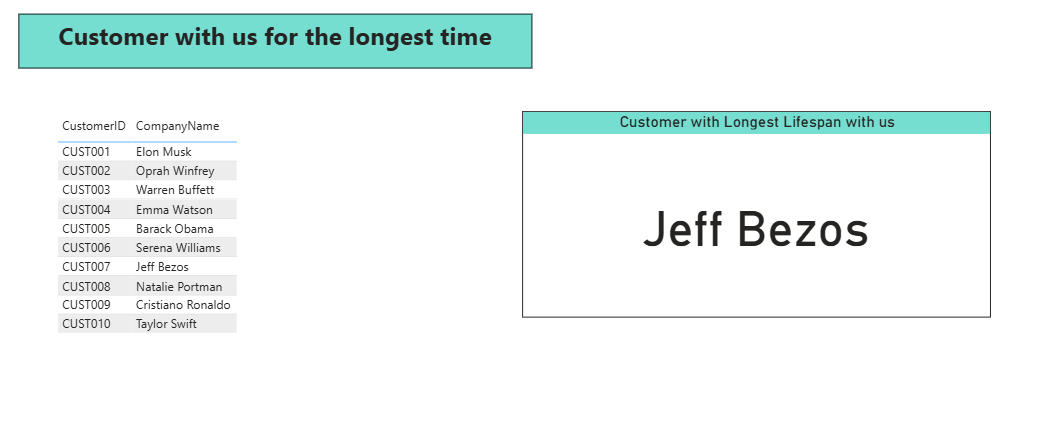 Customer with us for the longest time
CustomerID CompanyName
CUST001 Elon Musk
CUST002 Oprah Winfrey
CUST003 Warren Buffett
CUST004 Emma Watson
CUST005 Barack Obama
CUST006 Serena Williams
CUST007 Jeff Bezos
CUST008 Natalie Portman
CUST009 Cristiano Ronaldo
CUST010 Taylor Swift
Customer with Longest Lifespan with us
Jeff Bezos